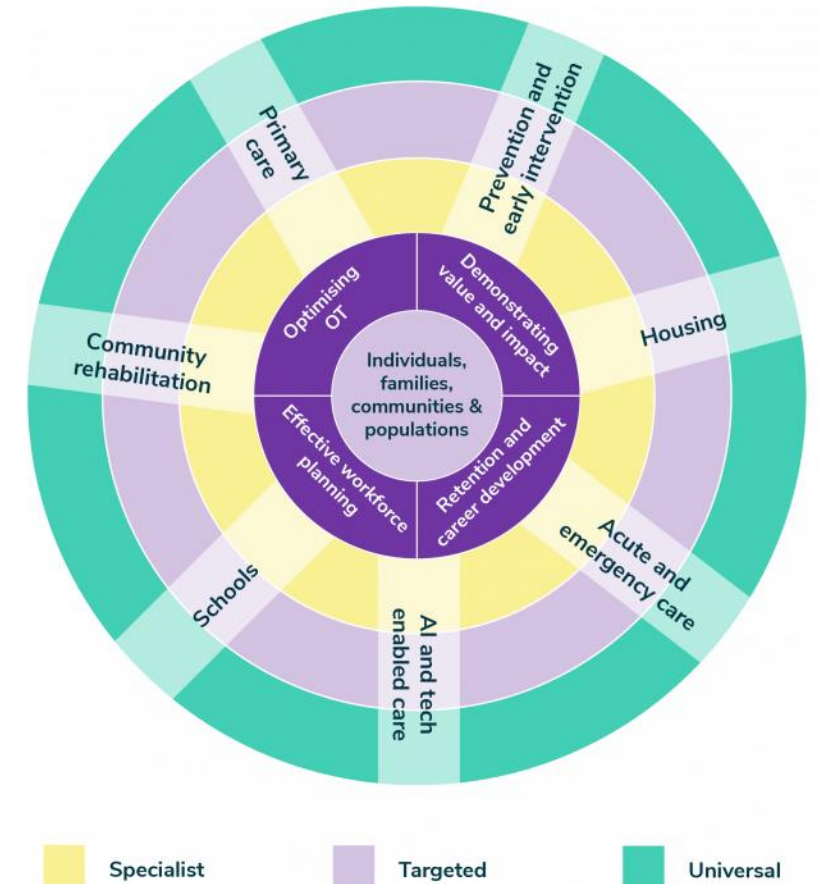 Primary
care
Prevention and
early intervention
Housing
Acute and
emergency care
AI and tech
enabled care
Schools
Community
rehabilitation
Optimising
OT
Demonstrating
value and impact
Retention and
career development
Effective workforce
planning
Individuals,
families,
communities &
populations
Specialist
Targeted
Universal